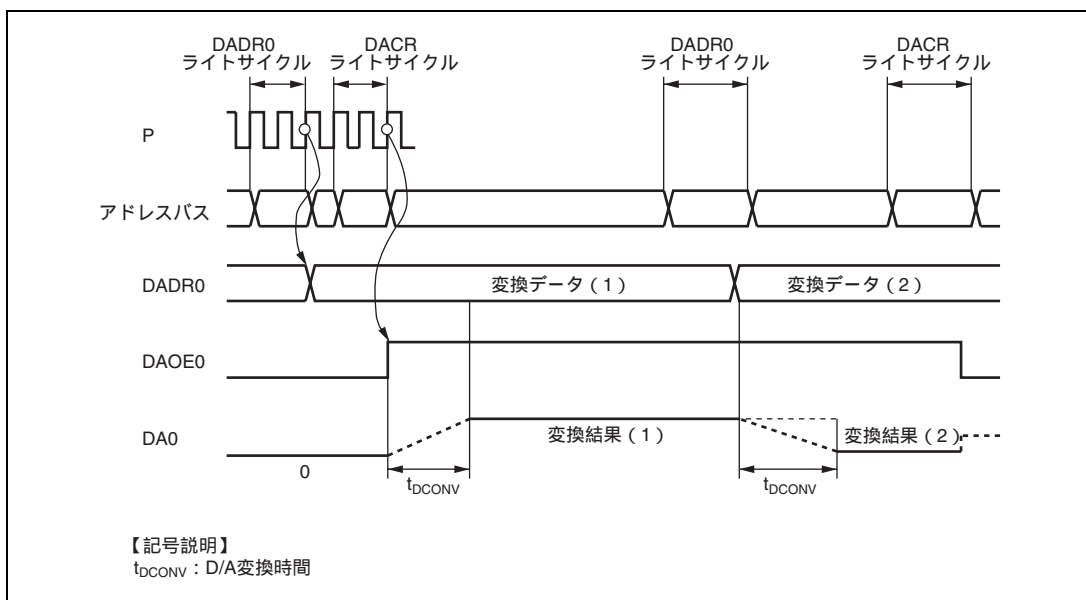 DADR0
ライトサイクル
DACR
ライトサイクル
DADR0
ライトサイクル
DACR
ライトサイクル
P
アドレスバス
DADR0
変換データ（1）
変換データ（2）
DAOE0
DA0
変換結果（1）
変換結果（2）
0
tDCONV
tDCONV
【記号説明】
tDCONV：D/A変換時間